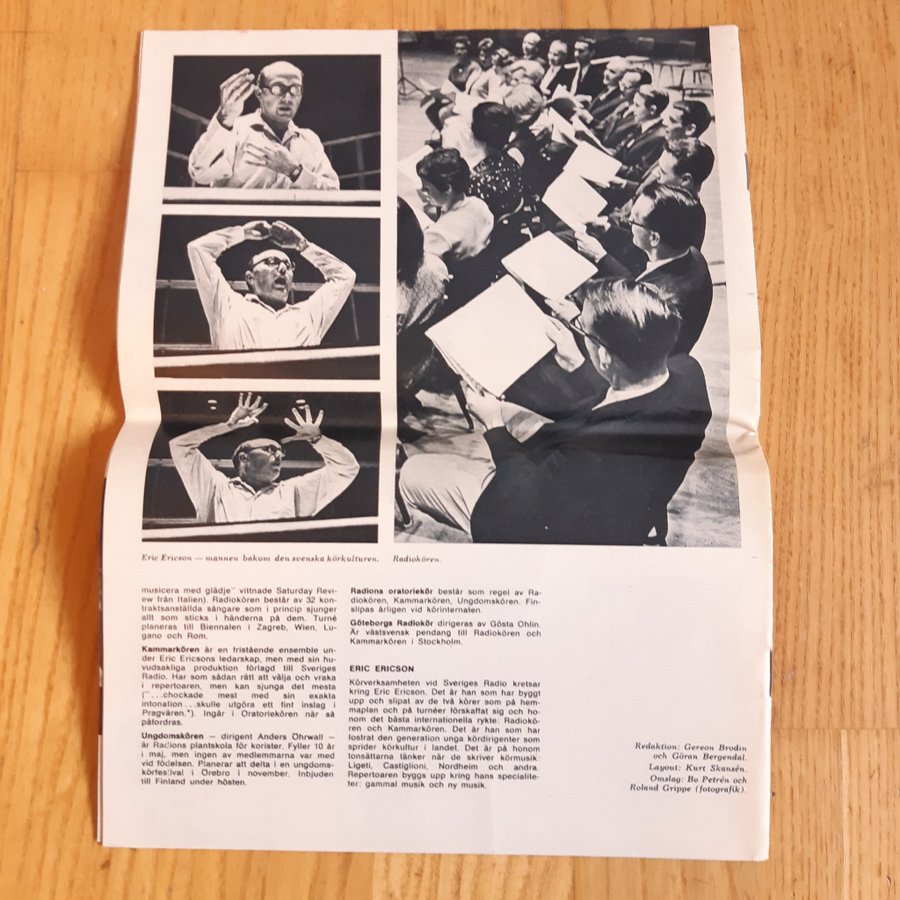 Eric Ericson — mannen bakom den svenska körkulturen.
Radiokören.
musicera med glädje" vittnade Saturday Revi-
ew från Italien). Radiokören består av 32 kon-
traktsanställda sångare som i princip sjunger
allt som sticks i händerna på dem. Turné
planeras till Biennalen i Zagreb, Wien, Lu-
gano och Rom.
Kammarkören är en fristående ensemble un-
der Eric Ericsons ledarskap, men med sin hu-
vudsakliga produktion förlagd till Sveriges
Radio. Har som sådan rätt att välja och vraka
i repertoaren, men kan sjunga det mesta
("...chockade mest med sin exakta
intonation...skulle utgöra ett fint inslag i
Pragvåren."). Ingår i Oratoriekören när så
påfordras.
Ungdomskören — dirigent Anders Öhrwall —
är Radions plantskola för korister. Fyller 10 år
i maj, men ingen av medlemmarna var med
vid födelsen. Planerar att delta i en ungdoms-
körfestival i Örebro i november. Inbjuden
till Finland under hösten.
Radions oratoriekör består som regel av Ra-
diokören, Kammarkören, Ungdomskören. Fin-
slipas årligen vid körinternaten.
Göteborgs Radiokör dirigeras av Gösta Ohlin.
Är västsvensk pendang till Radiokören och
Kammarkören i Stockholm.
ERIC ERICSON
Körverksamheten vid Sveriges Radio kretsar
kring Eric Ericson. Det är han som har byggt
upp och slipat av de två körer som på hem-
maplan och på turnéer förskaffat sig och ho-
nom det bästa internationella rykte: Radiokö-
ren och Kammarkören. Det är han som har
fostrat den generation unga kördirigenter som
sprider körkultur i landet. Det är på honom
tonsättarna tänker när de skriver körmusik:
Ligeti, Castiglioni, Nordheim och andra.
Repertoaren byggs upp kring hans specialite-
ter: gammal musik och ny musik.
Redaktion: Gereon Brodin
och Göran Bergendal.
Layout: Kurt Skansén.
Omslag: Bo Petrén och
Roland Grippe (fotografik).